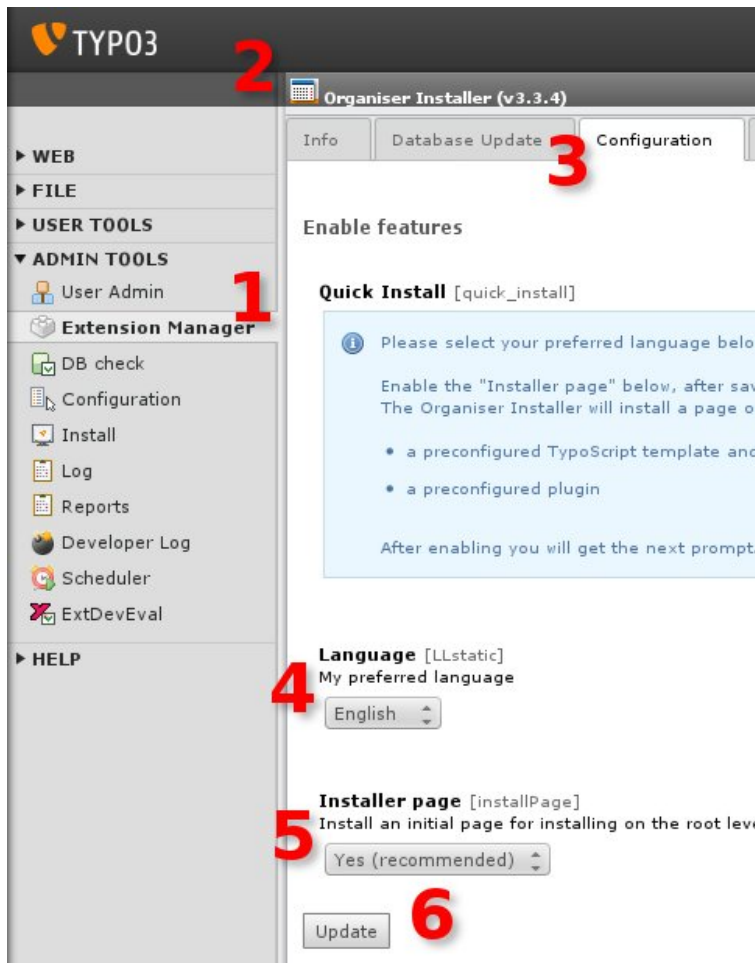 TYPO3
2
Organiser Installer (v3.3.4)
Info
Database Update
3
Configuration
WEB
FILE
USER TOOLS
ADMIN TOOLS
User Admin
1
Extension Manager
DB check
Configuration
Install
Log
Reports
Developer Log
Scheduler
ExtDevEval
HELP
Enable features
Quick Install [quick_install]
Please select your preferred language
Enable the "Installer page" below, after
The Organiser Installer will install a page
• a preconfigured TypoScript template
• a preconfigured plugin
After enabling you will get the next prompt
Language [LLstatic]
My preferred language
4
English
Installer page [installPage]
Install an initial page for installing on the root
5
Yes (recommended)
Update
6